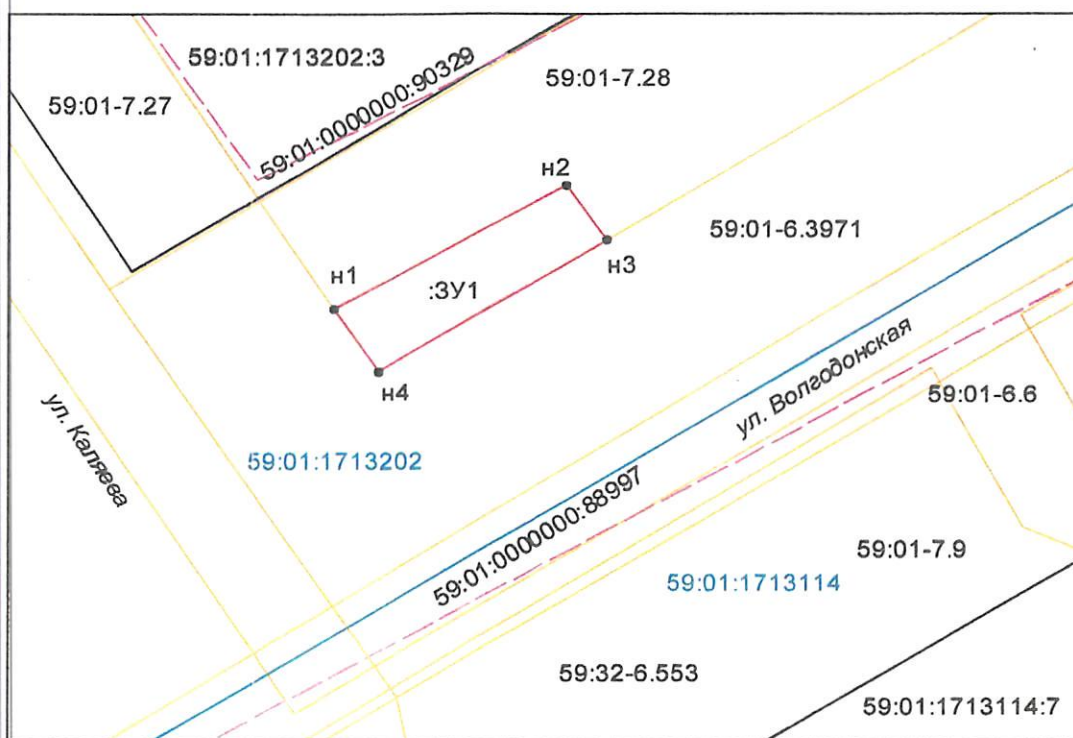 59:01:1713202:3
59:01:0000000:90329
59:01-7.28
59:01-7.27
н2
59:01-6.3971
н3
н1
:ЗУ1
н4
ул. Каляева
59:01:1713202
ул. Волгодонская
59:01-6.6
59:01:0000000:88997
59:01-7.9
59:01:1713114
59:32-6.553
59:01:1713114:7